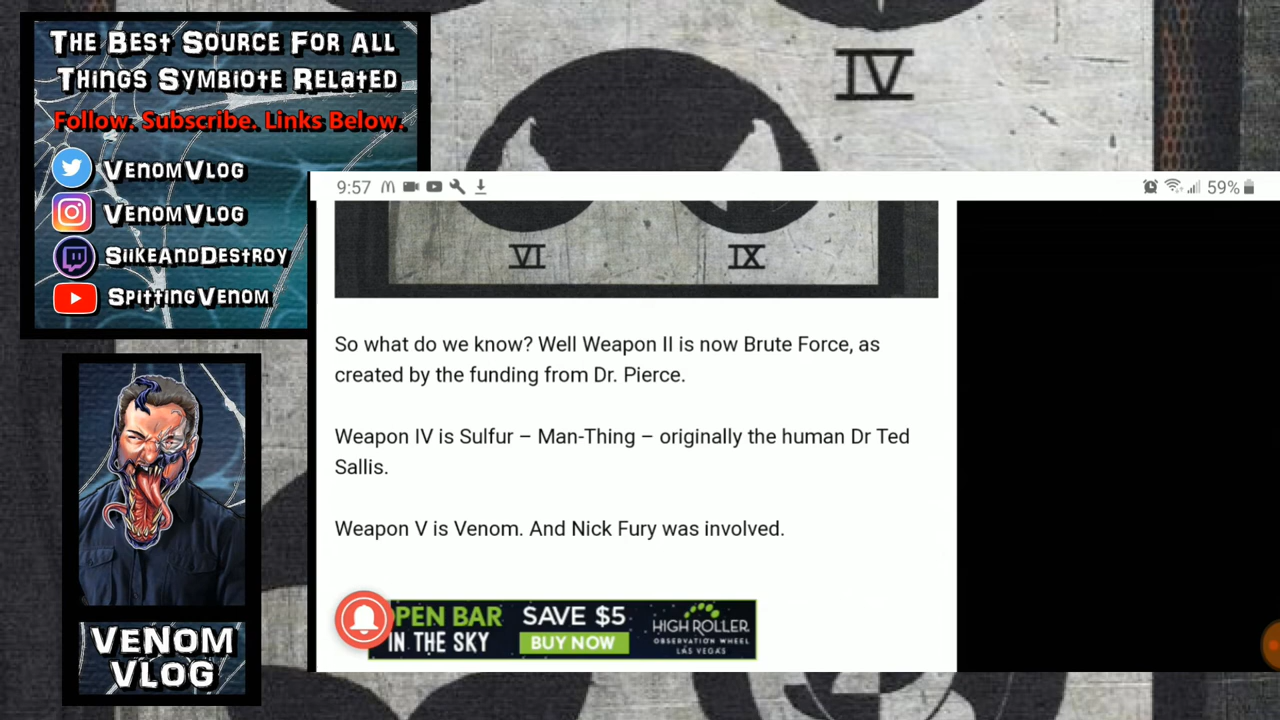 The Best Source For All
Things Symbiote Related
Follow. Subscribe. Links Below.
VenomVlog
VenomVlog
SiikeAndDestroy
SpittingVenom
VENOM
VLOG
IV
9:57
59%
VI
IX
So what do we know? Well Weapon II is now Brute Force, as
created by the funding from Dr. Pierce.
Weapon IV is Sulfur – Man-Thing – originally the human Dr Ted
Sallis.
Weapon V is Venom. And Nick Fury was involved.
PEN BAR
IN THE SKY
SAVE $5
BUY NOW
HIGH ROLLER
OBSERVATION WHEEL
LAS VEGAS